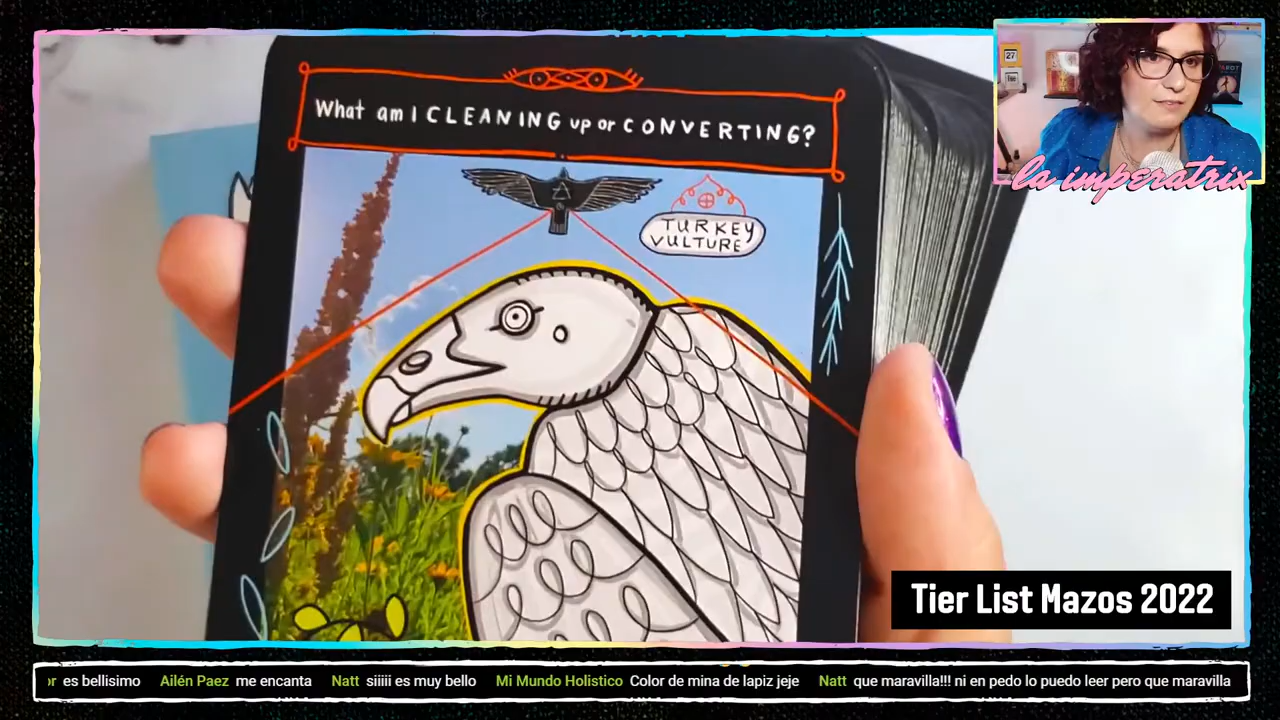 What am I CLEANING up or CONVERTING?
TURKEY
VULTURE
27
la imperatrix
Tier List Mazos 2022
or es bellisimo Ailén Paez me encanta Natt siiiii es muy bello Mi Mundo Holistico Color de mina de lapiz jeje Natt que maravilla!!! ni en pedo lo puedo leer pero que maravilla